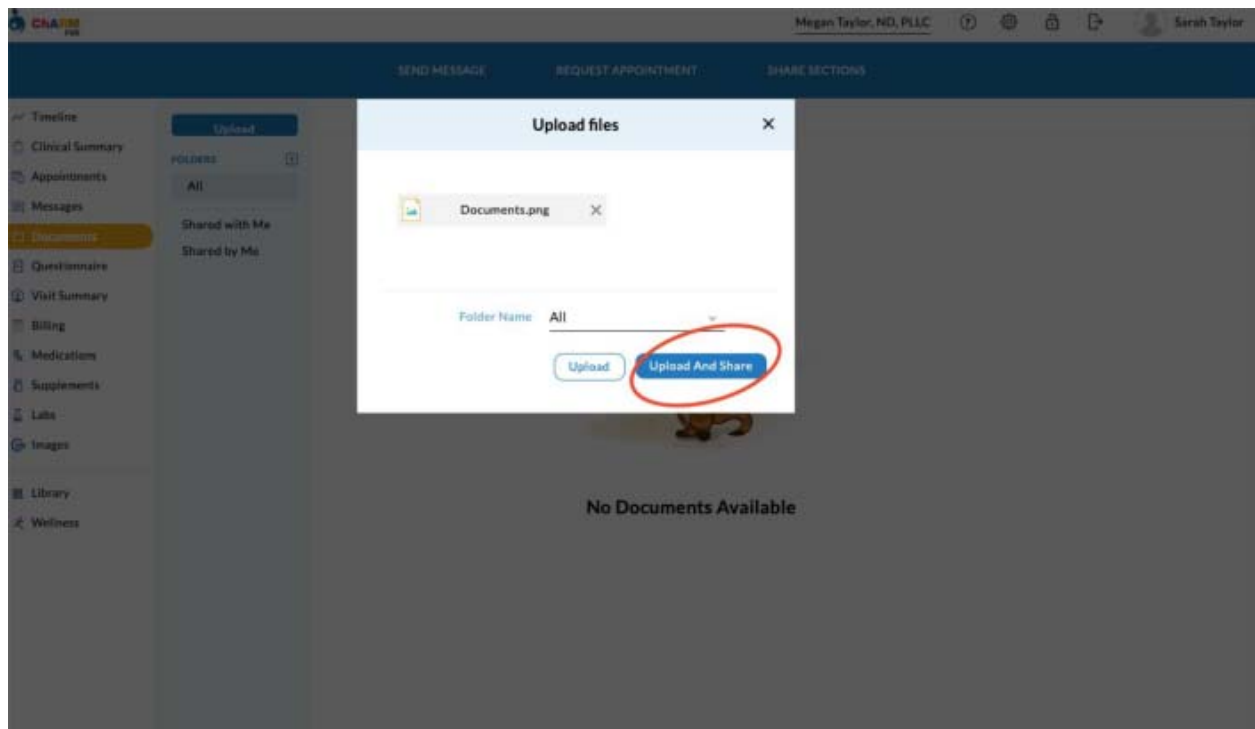 CHARM
PHR
Megan Taylor, ND, PLLC
Sarah Taylor
SEND MESSAGE REQUEST APPOINTMENT SHARE SECTIONS
Timeline
Clinical Summary
Appointments
Messages
Documents
Questionnaire
Visit Summary
Billing
Medications
Supplements
Labs
Images
Library
Wellness
Upload
FOLDERS
All
Shared with Me
Shared by Me
Upload files
Documents.png
Folder Name All
Upload Upload And Share
No Documents Available